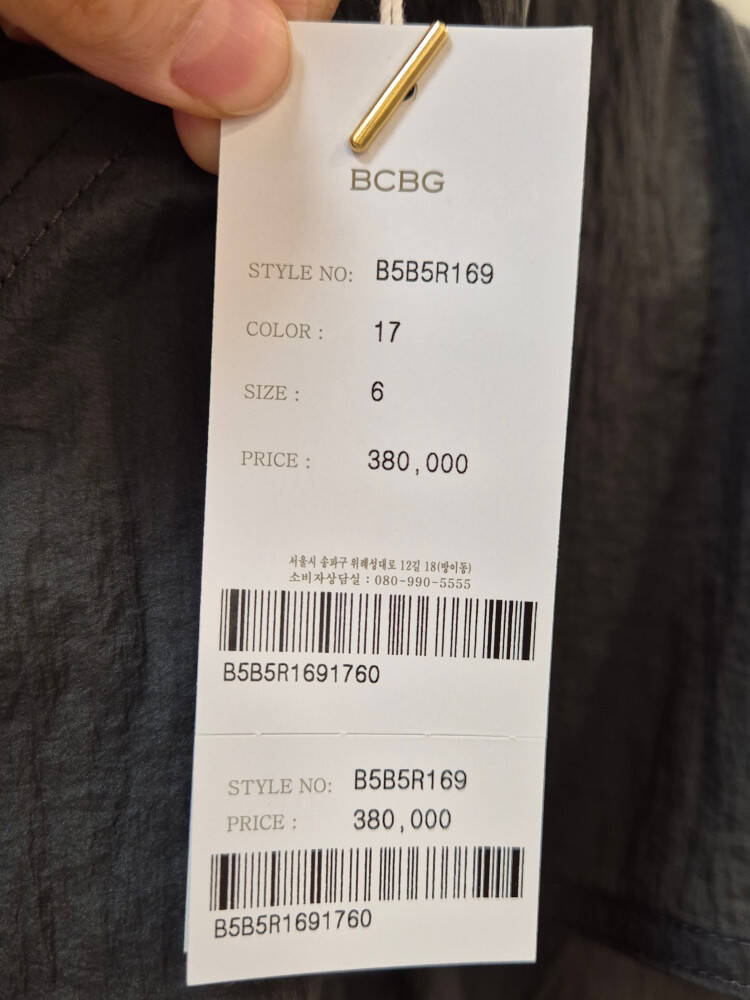 BCBG
STYLE NO: B5B5R169
COLOR : 17
SIZE : 6
PRICE : 380,000
서울시 송파구 위례성대로 12길 18(방이동)
소비자상담실 : 080-990-5555
B5B5R1691760
STYLE NO: B5B5R169
PRICE : 380,000
B5B5R1691760